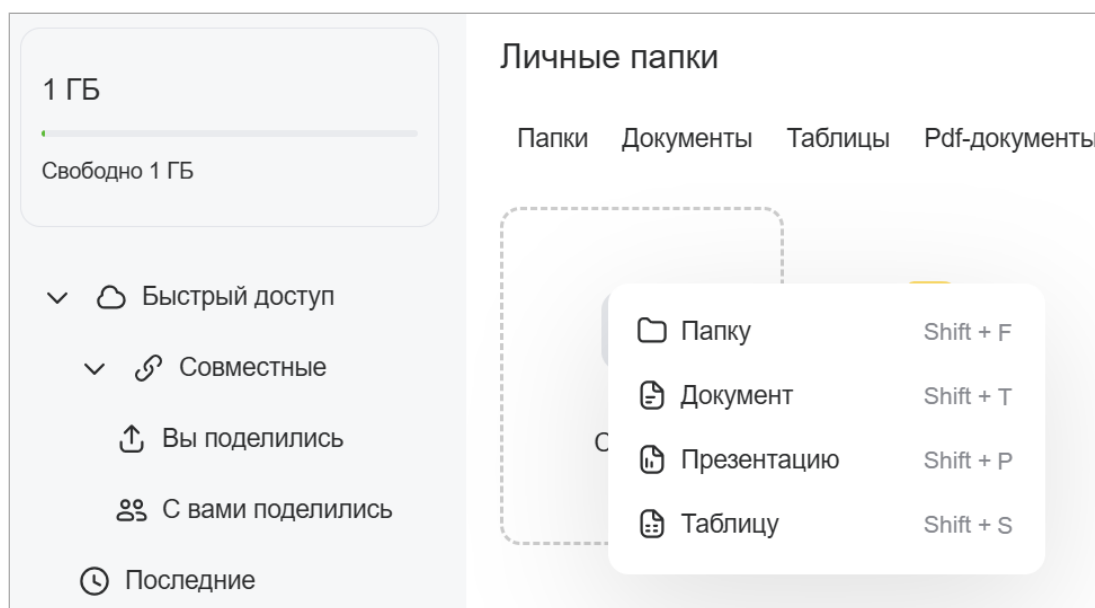 1 ГБ
Свободно 1 ГБ
Быстрый доступ
Совместные
Вы поделились
С вами поделились
Последние
Личные папки
Папки Документы Таблицы Pdf-документы
Папку Shift + F
Документ Shift + T
Презентацию Shift + P
Таблицу Shift + S